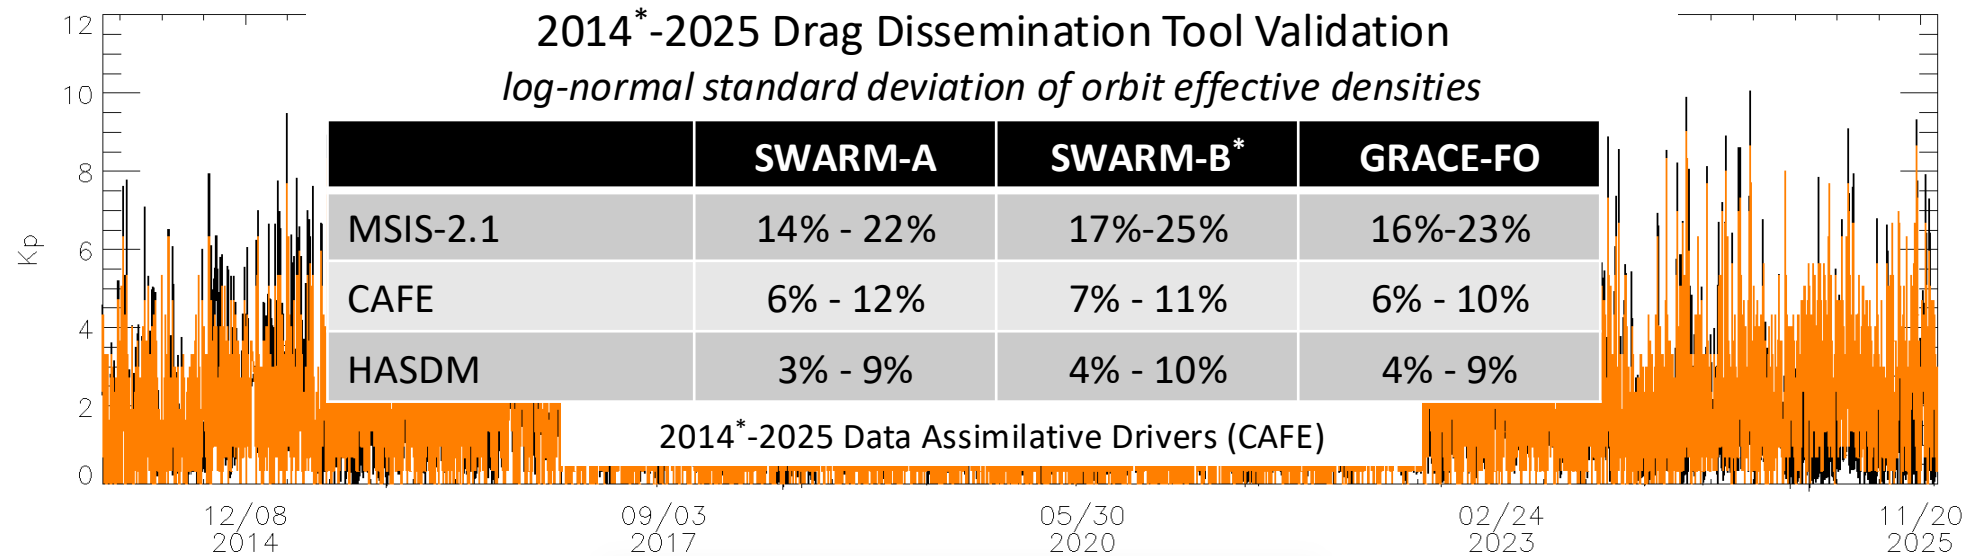 2014*-2025 Drag Dissemination Tool Validation
log-normal standard deviation of orbit effective densities
SWARM-A SWARM-B* GRACE-FO
MSIS-2.1 14% - 22% 17%-25% 16%-23%
CAFE 6% - 12% 7% - 11% 6% - 10%
HASDM 3% - 9% 4% - 10% 4% - 9%
2014*-2025 Data Assimilative Drivers (CAFE)
Kp
12
10
8
6
4
2
0
12/08 09/03 05/30 02/24 11/20
2014 2017 2020 2023 2025